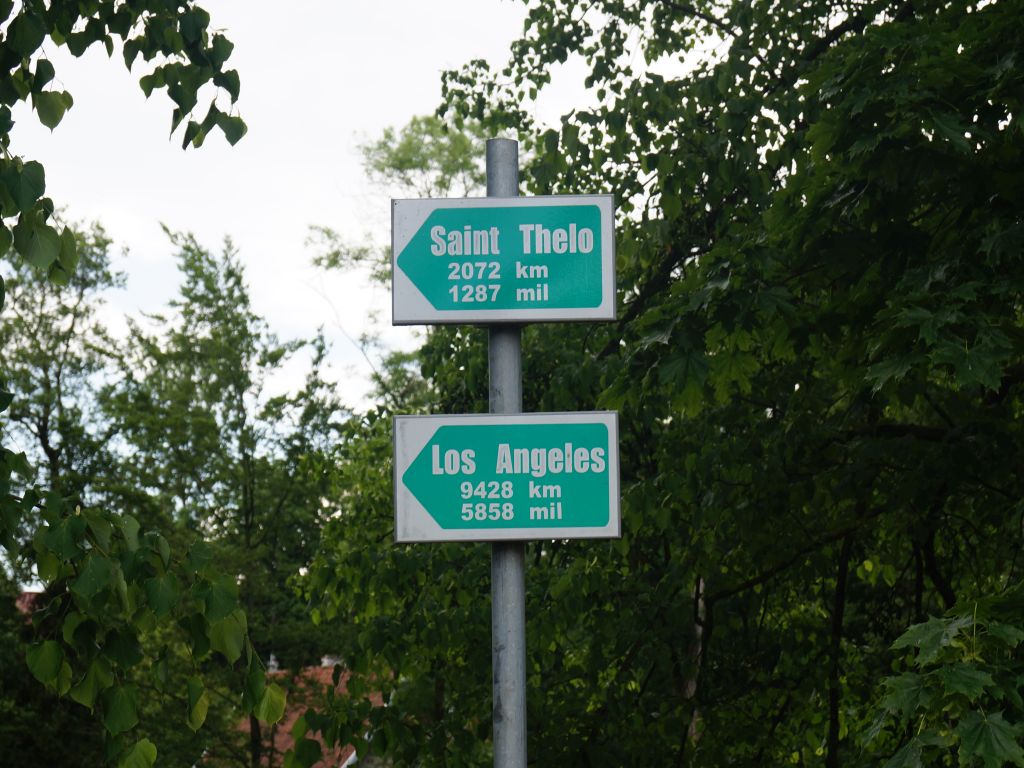 Saint Thelo
2072 km
1287 mil
Los Angeles
9428 km
5858 mil